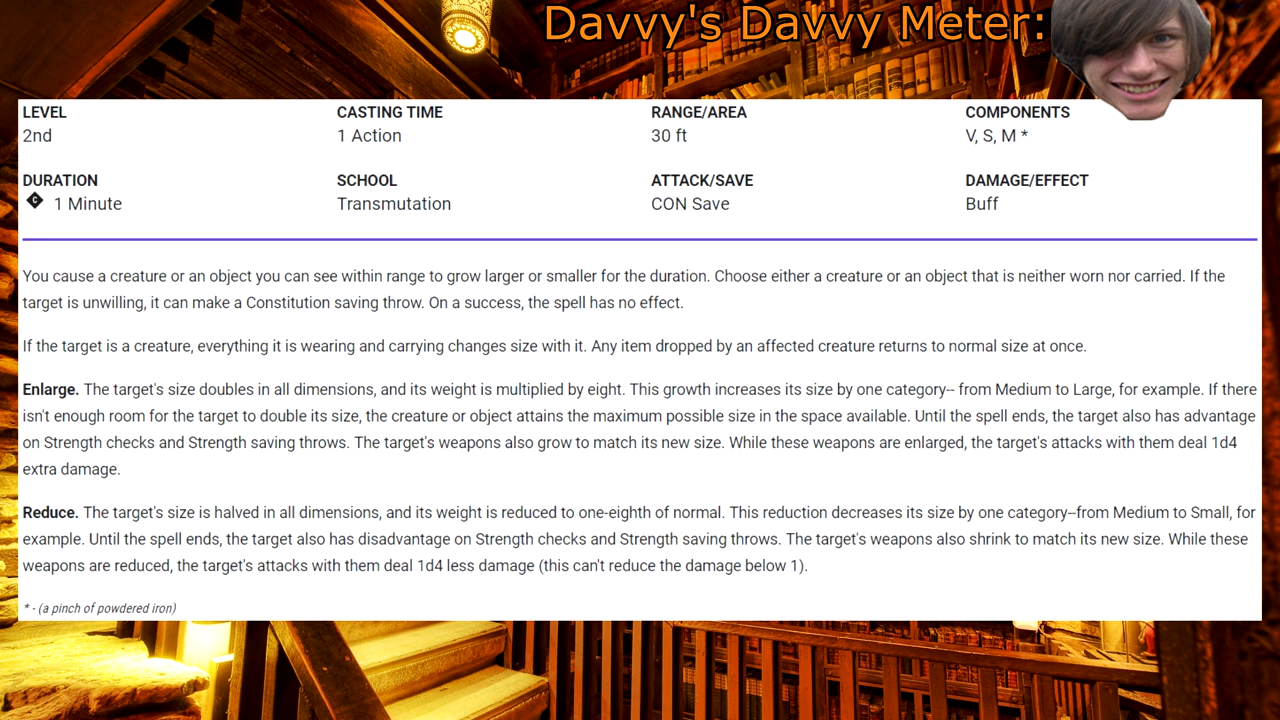 Davvy's Davvy Meter:
LEVEL CASTING TIME RANGE/AREA COMPONENTS
2nd 1 Action 30 ft V, S, M *
DURATION SCHOOL ATTACK/SAVE DAMAGE/EFFECT
C 1 Minute Transmutation CON Save Buff
You cause a creature or an object you can see within range to grow larger or smaller for the duration. Choose either a creature or an object that is neither worn nor carried. If the
target is unwilling, it can make a Constitution saving throw. On a success, the spell has no effect.
If the target is a creature, everything it is wearing and carrying changes size with it. Any item dropped by an affected creature returns to normal size at once.
Enlarge. The target's size doubles in all dimensions, and its weight is multiplied by eight. This growth increases its size by one category-- from Medium to Large, for example. If there
isn't enough room for the target to double its size, the creature or object attains the maximum possible size in the space available. Until the spell ends, the target also has advantage
on Strength checks and Strength saving throws. The target's weapons also grow to match its new size. While these weapons are enlarged, the target's attacks with them deal 1d4
extra damage.
Reduce. The target's size is halved in all dimensions, and its weight is reduced to one-eighth of normal. This reduction decreases its size by one category--from Medium to Small, for
example. Until the spell ends, the target also has disadvantage on Strength checks and Strength saving throws. The target's weapons also shrink to match its new size. While these
weapons are reduced, the target's attacks with them deal 1d4 less damage (this can't reduce the damage below 1).
* - (a pinch of powdered iron)